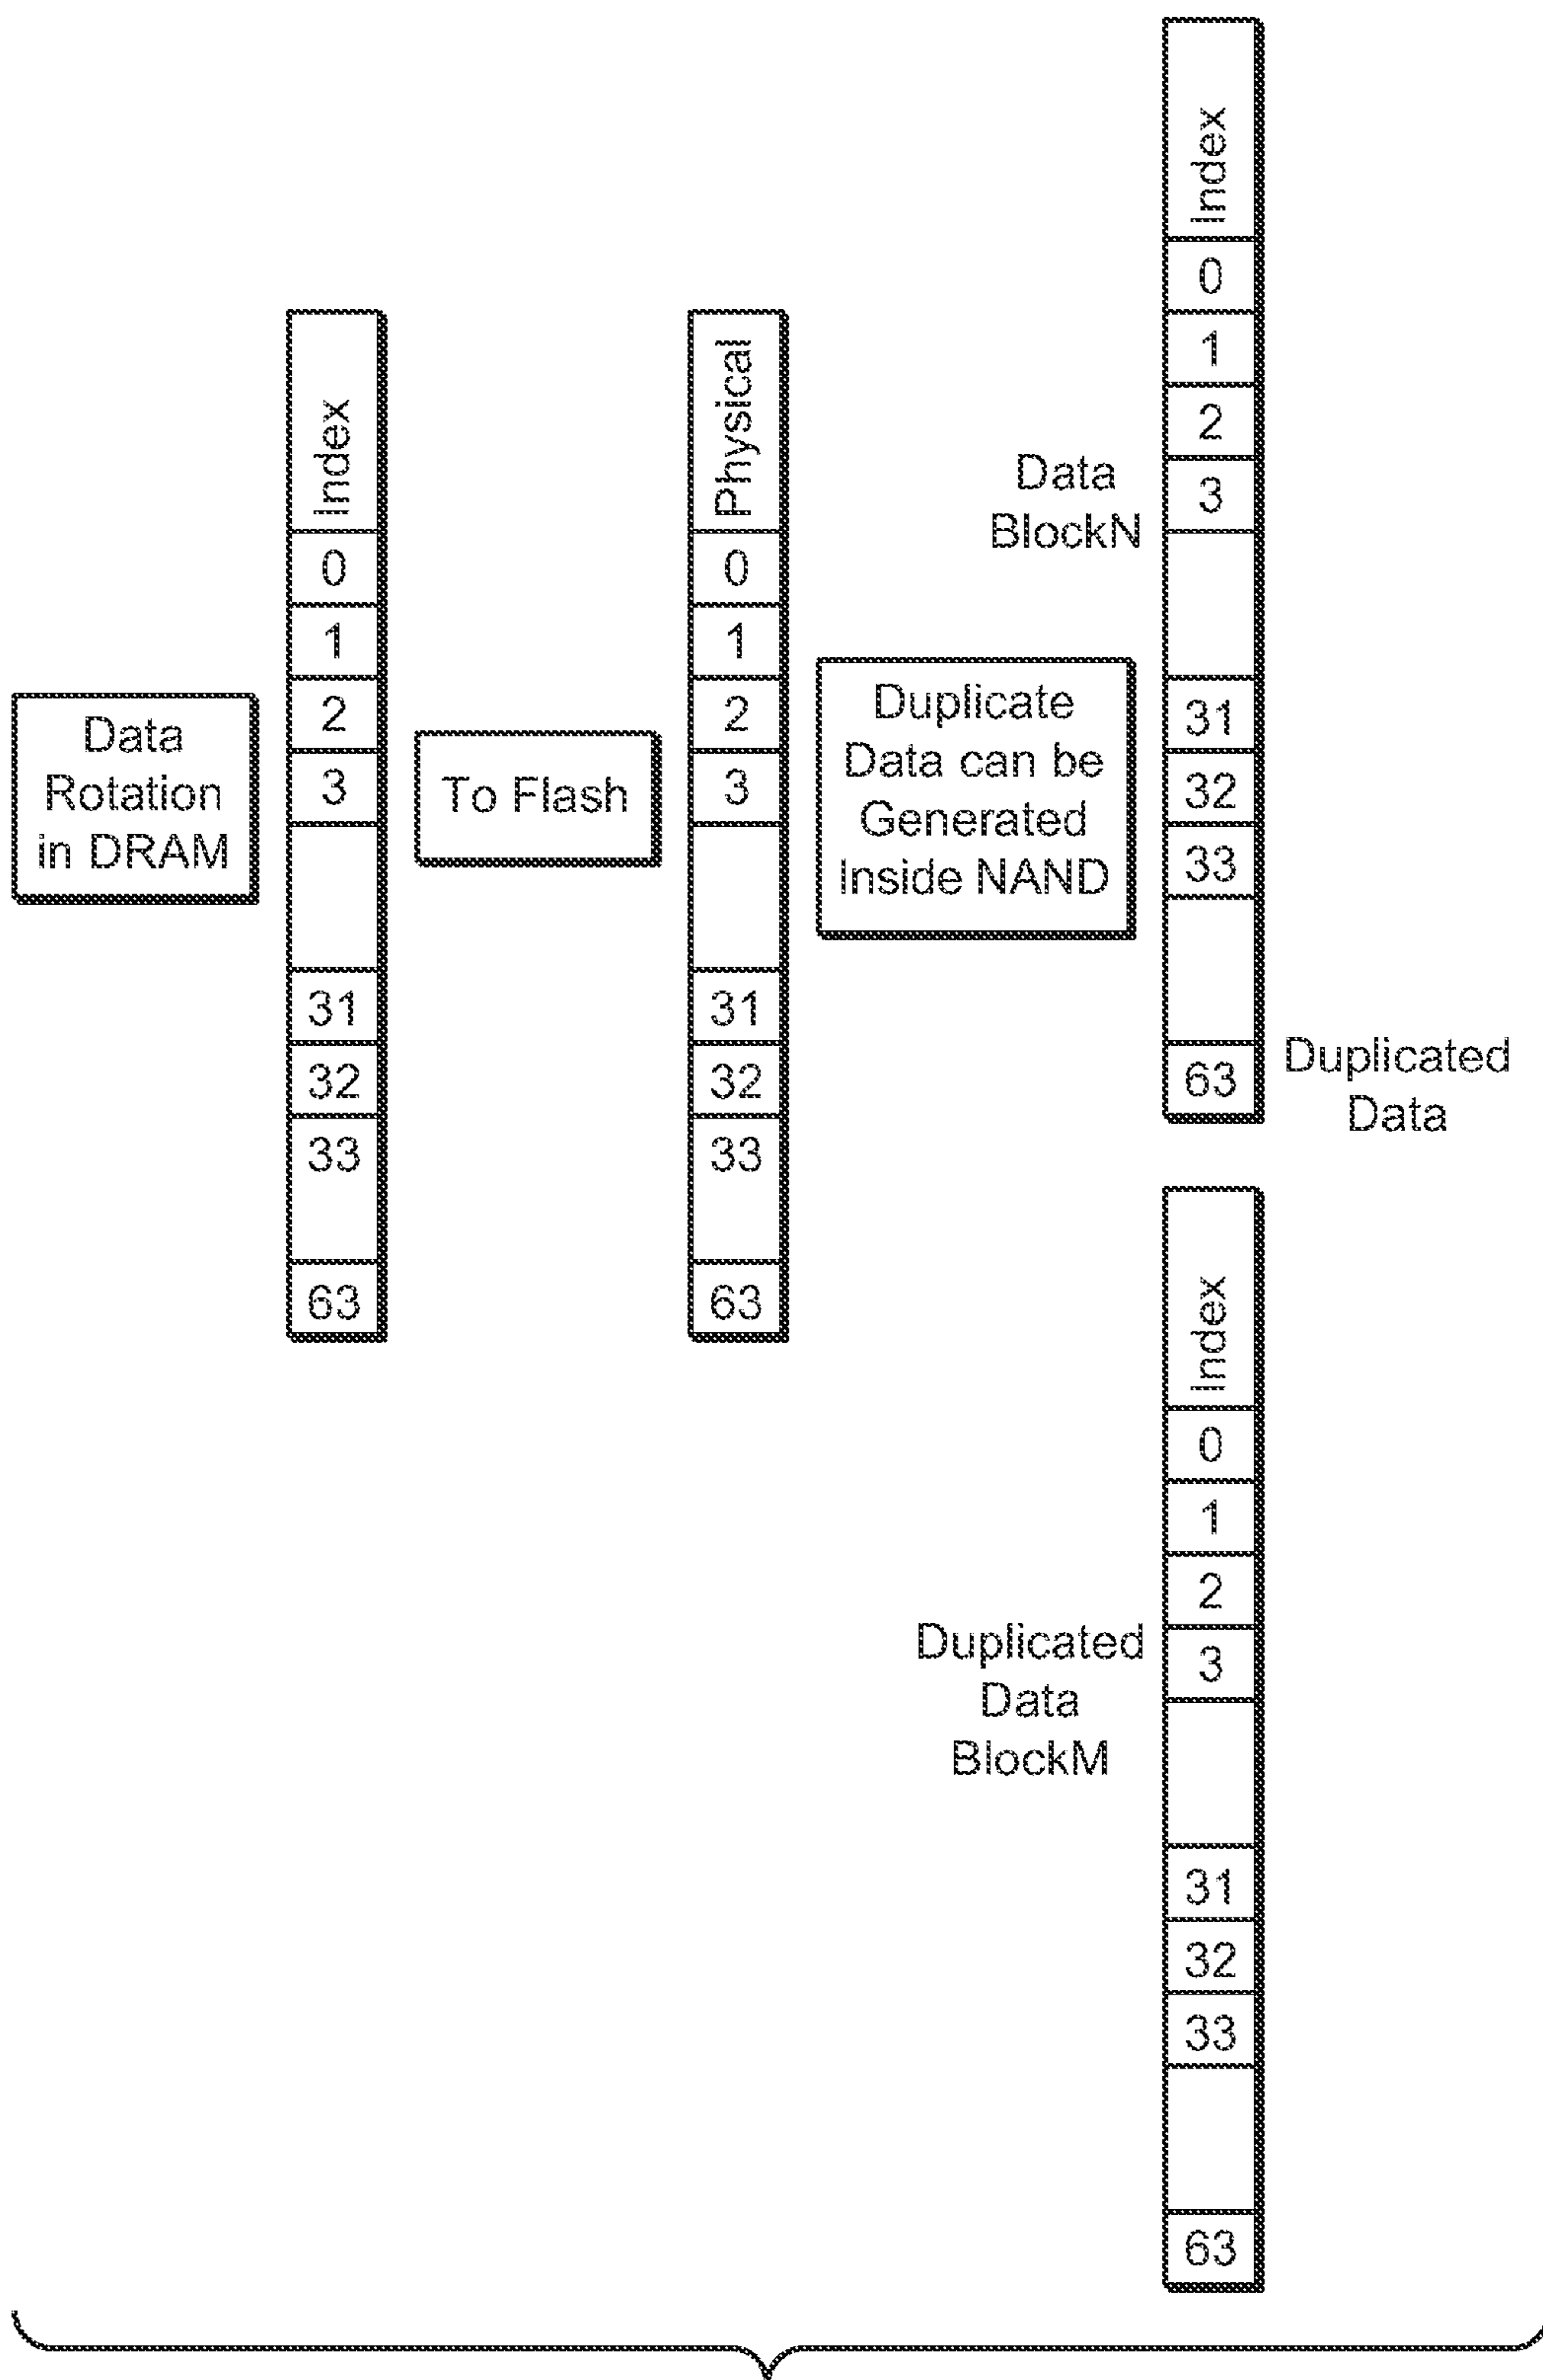 Data
Rotation
in DRAM
Index
0
1
2
3
31
32
33
63
To Flash
Physical
0
1
2
3
31
32
33
63
Duplicate
Data can be
Generated
Inside NAND
Data
BlockN
Index
0
1
2
3
31
32
33
63
Duplicated
Data
Duplicated
Data
BlockM
Index
0
1
2
3
31
32
33
63